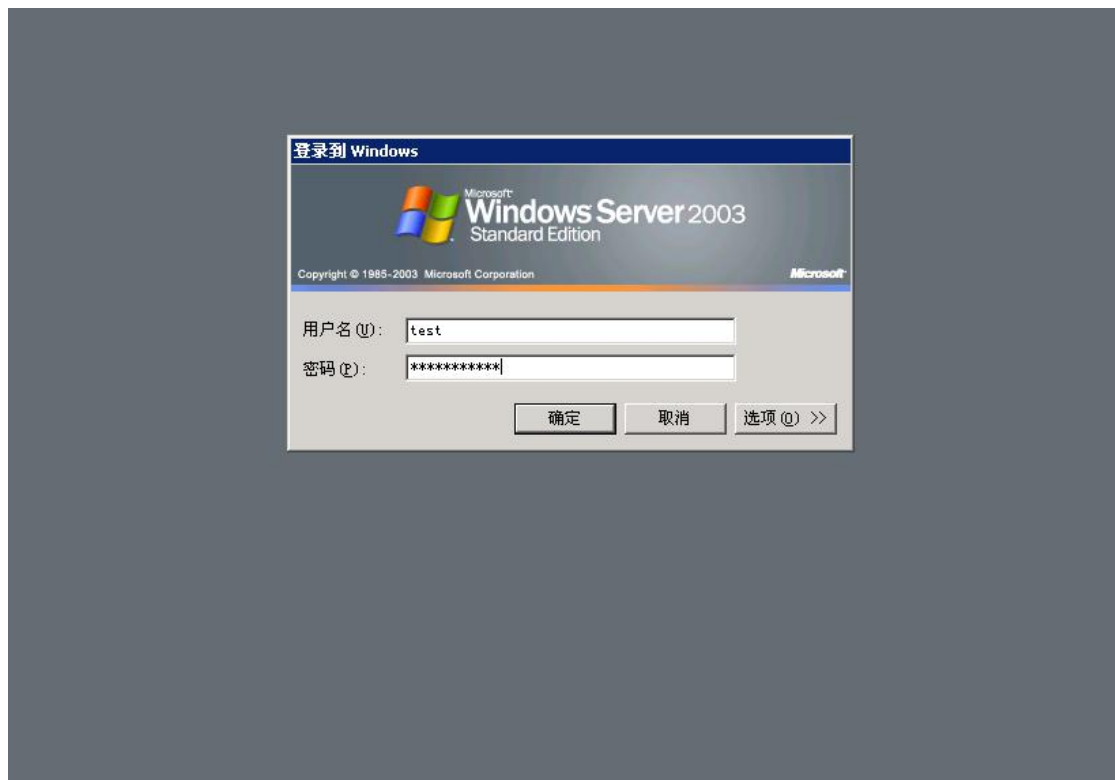 登录到 Windows
Microsoft
Windows Server 2003
Standard Edition
Copyright © 1985-2003 Microsoft Corporation Microsoft
用户名(U): test
密码(P): ***********
确定 取消 选项(O) >>